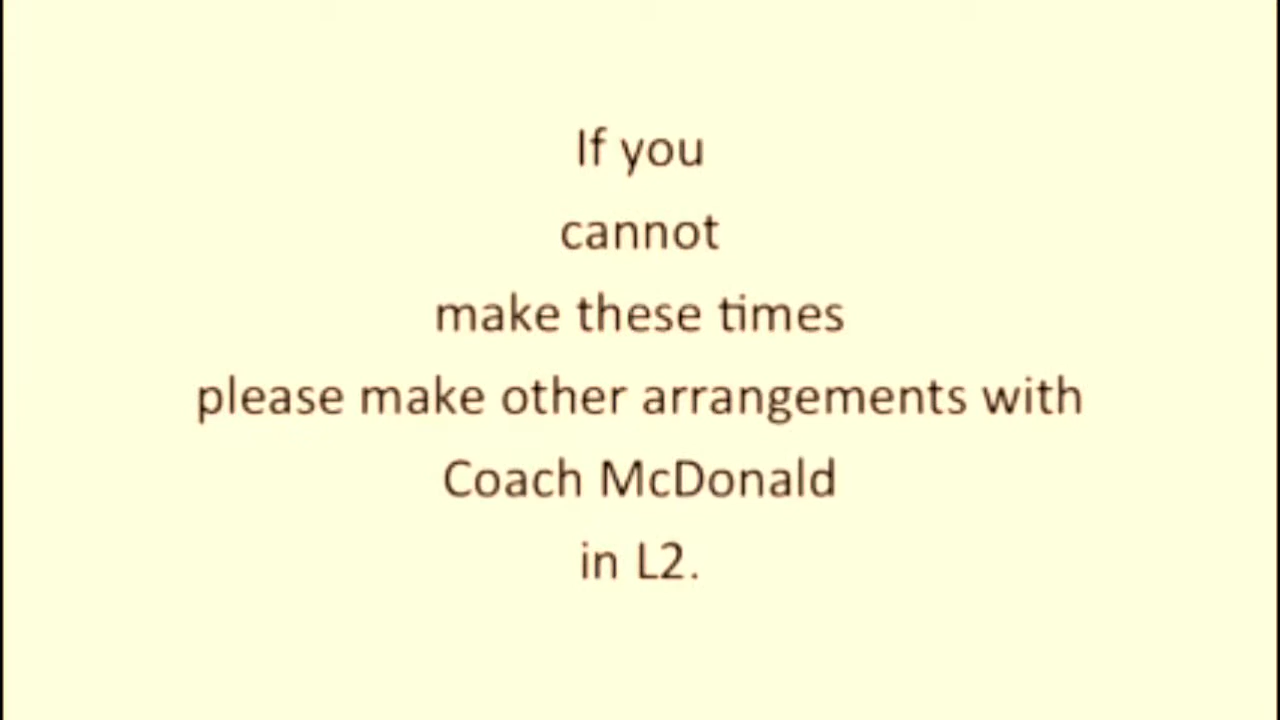 If you
cannot
make these times
please make other arrangements with
Coach McDonald
in L2.